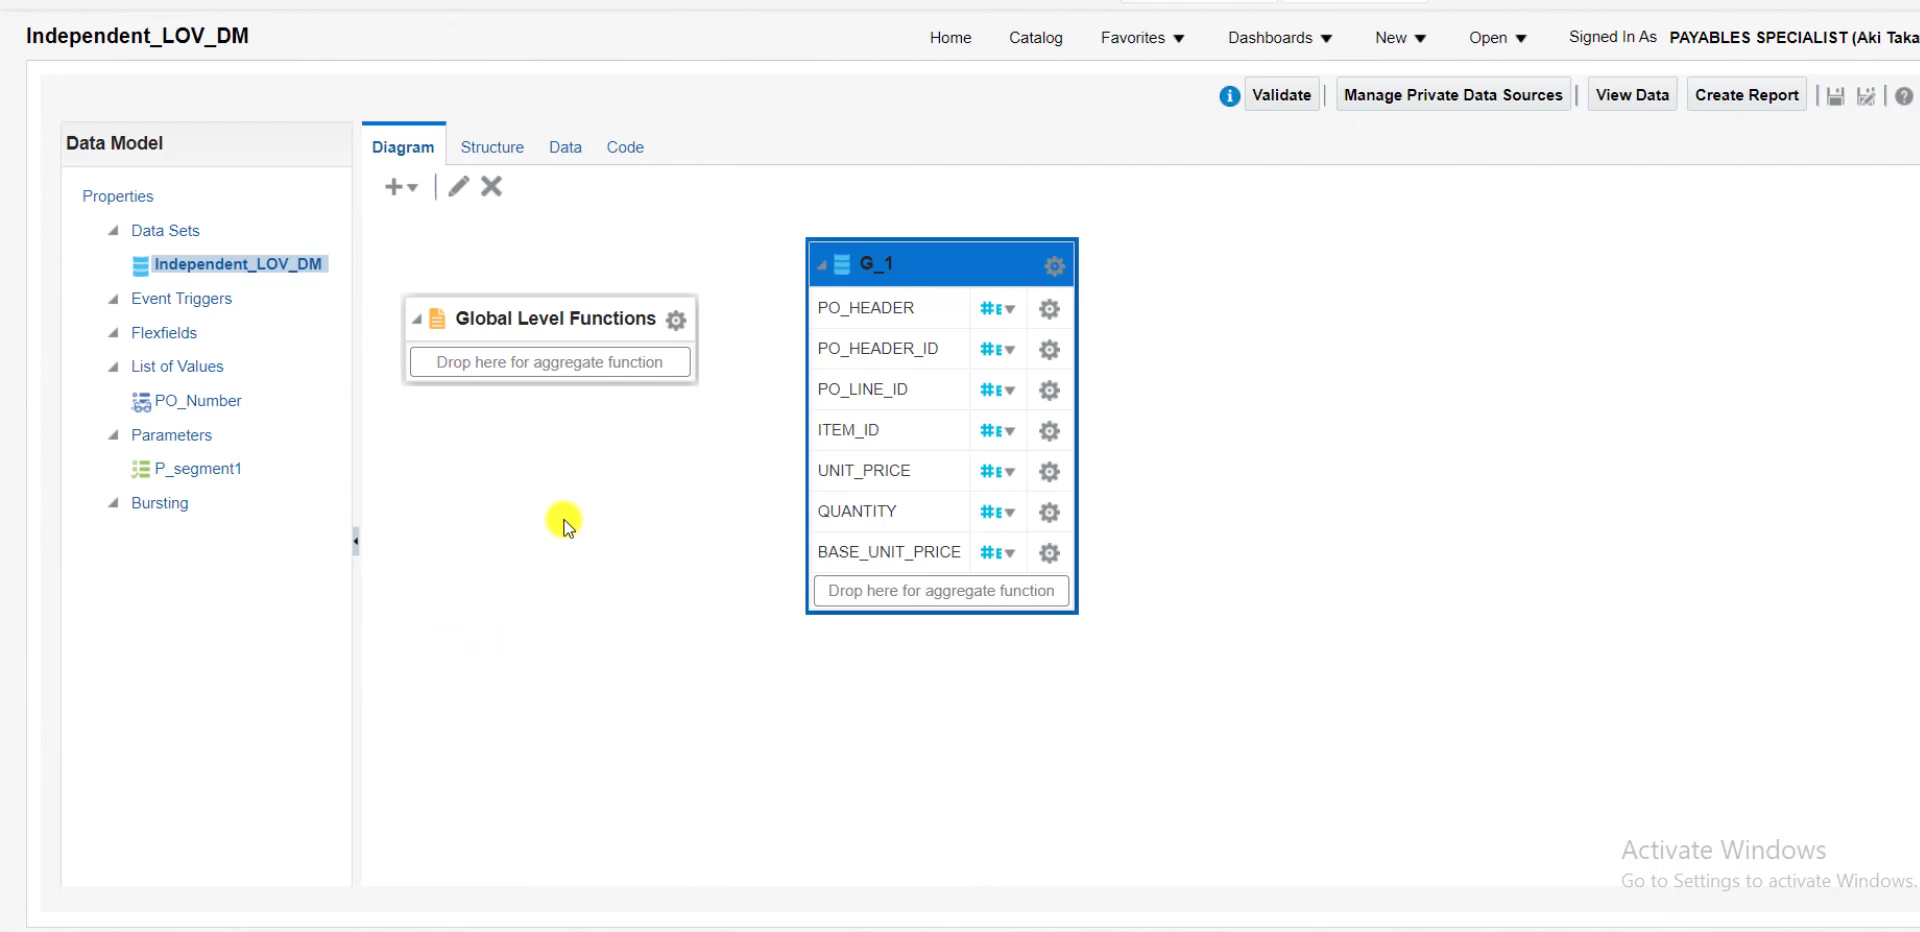 Independent_LOV_DM
Home Catalog Favorites Dashboards New Open Signed In As PAYABLES SPECIALIST (Aki Taka
Validate Manage Private Data Sources View Data Create Report
Data Model
Diagram Structure Data Code
Properties
Data Sets
Independent_LOV_DM
Event Triggers
Flexfields
List of Values
PO_Number
Parameters
P_segment1
Bursting
Global Level Functions
Drop here for aggregate function
G_1
PO_HEADER
PO_HEADER_ID
PO_LINE_ID
ITEM_ID
UNIT_PRICE
QUANTITY
BASE_UNIT_PRICE
Drop here for aggregate function
Activate Windows
Go to Settings to activate Windows.